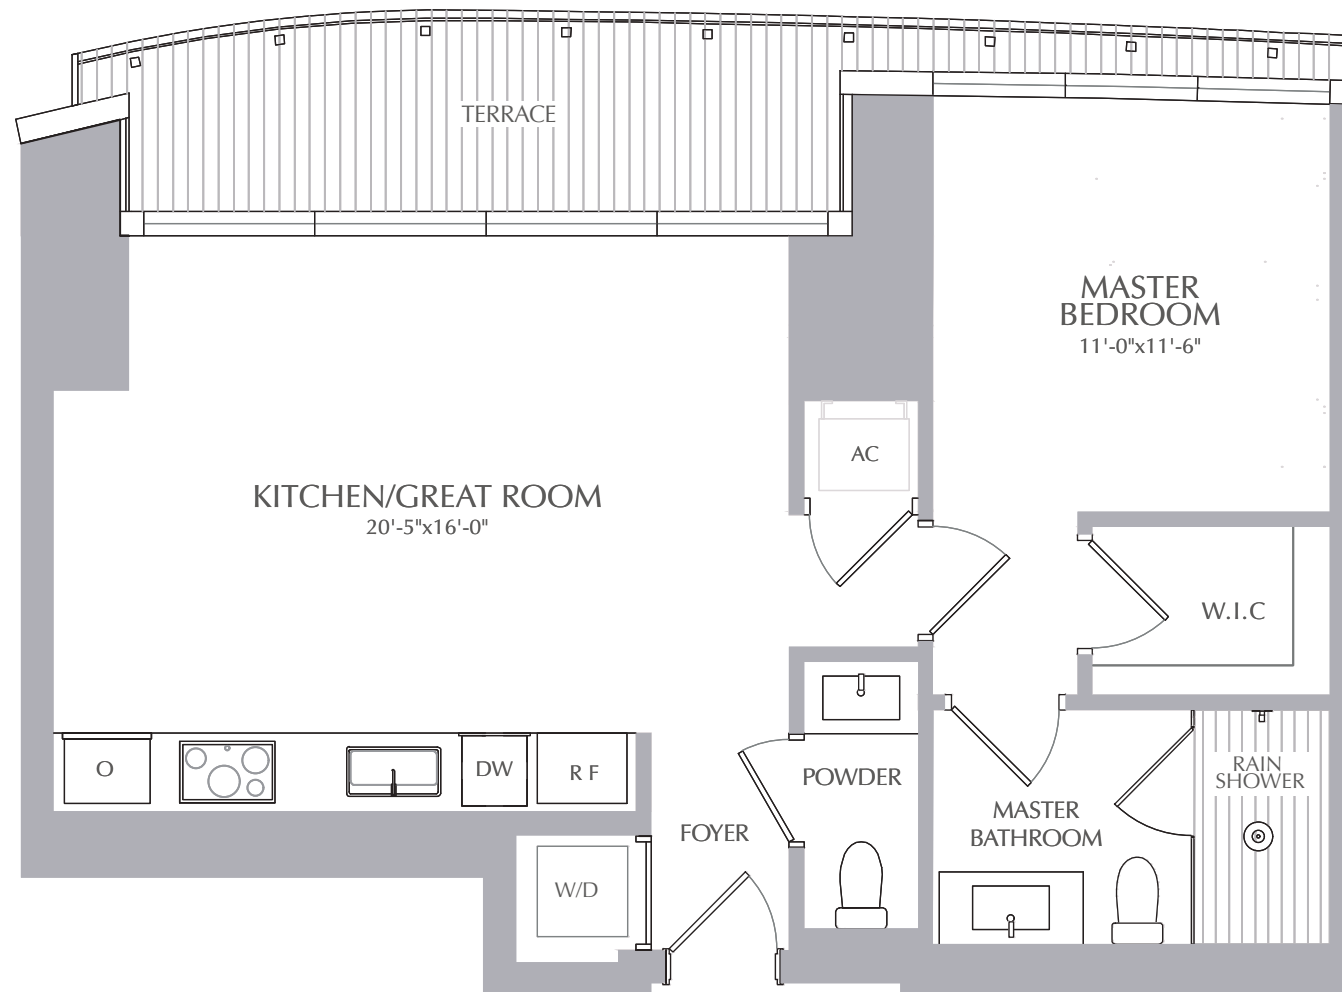 TERRACE
MASTER
BEDROOM
11'-0"x11'-6"
AC
KITCHEN/GREAT ROOM
20'-5"x16'-0"
W.I.C
O
DW
R F
POWDER
RAIN
SHOWER
MASTER
BATHROOM
FOYER
W/D